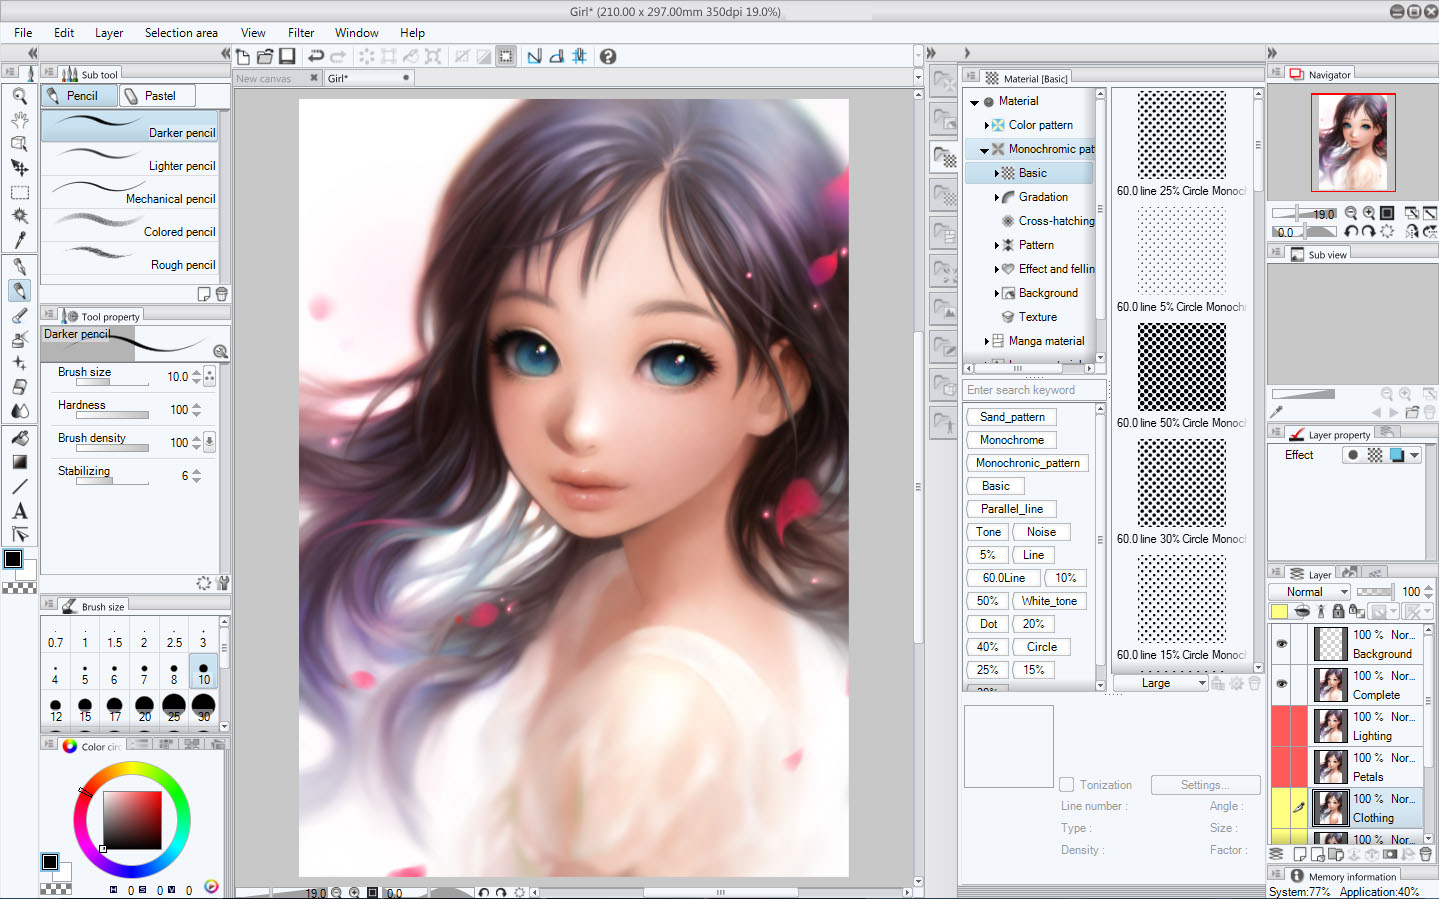 Girl* (210.00 x 297.00mm 350dpi 19.0%)
File Edit Layer Selection area View Filter Window Help
Sub tool
Pencil Pastel
Darker pencil
Lighter pencil
Mechanical pencil
Colored pencil
Rough pencil
Tool property
Darker pencil
Brush size 10.0
Hardness 100
Brush density 100
Stabilizing 6
Brush size
0.7 1 1.5 2 2.5 3
4 5 6 7 8 10
12 15 17 20 25 30
Color circ
H 0 S 0 V 0
New canvas Girl*
19.0 0.0
Material [Basic]
Material
Color pattern
Monochromic pat
Basic
Gradation
Cross-hatching
Pattern
Effect and feelin
Background
Texture
Manga material
Enter search keyword
Sand_pattern
Monochrome
Monochronic_pattern
Basic
Parallel_line
Tone Noise
5% Line
60.0Line 10%
50% White_tone
Dot 20%
40% Circle
25% 15%
60.0 line 25% Circle Monoch
60.0 line 5% Circle Monochr
60.0 line 50% Circle Monoch
60.0 line 30% Circle Monoch
60.0 line 15% Circle Monoch
Large
Tonization Settings...
Line number : Angle :
Type : Size :
Density : Factor :
Navigator
19.0
0.0
Sub view
Layer property
Effect
Layer
Normal 100
100 % Nor...
Background
100 % Nor...
Complete
100 % Nor...
Lighting
100 % Nor...
Petals
100 % Nor...
Clothing
100 % Nor...
Memory information
System:77% Application:40%